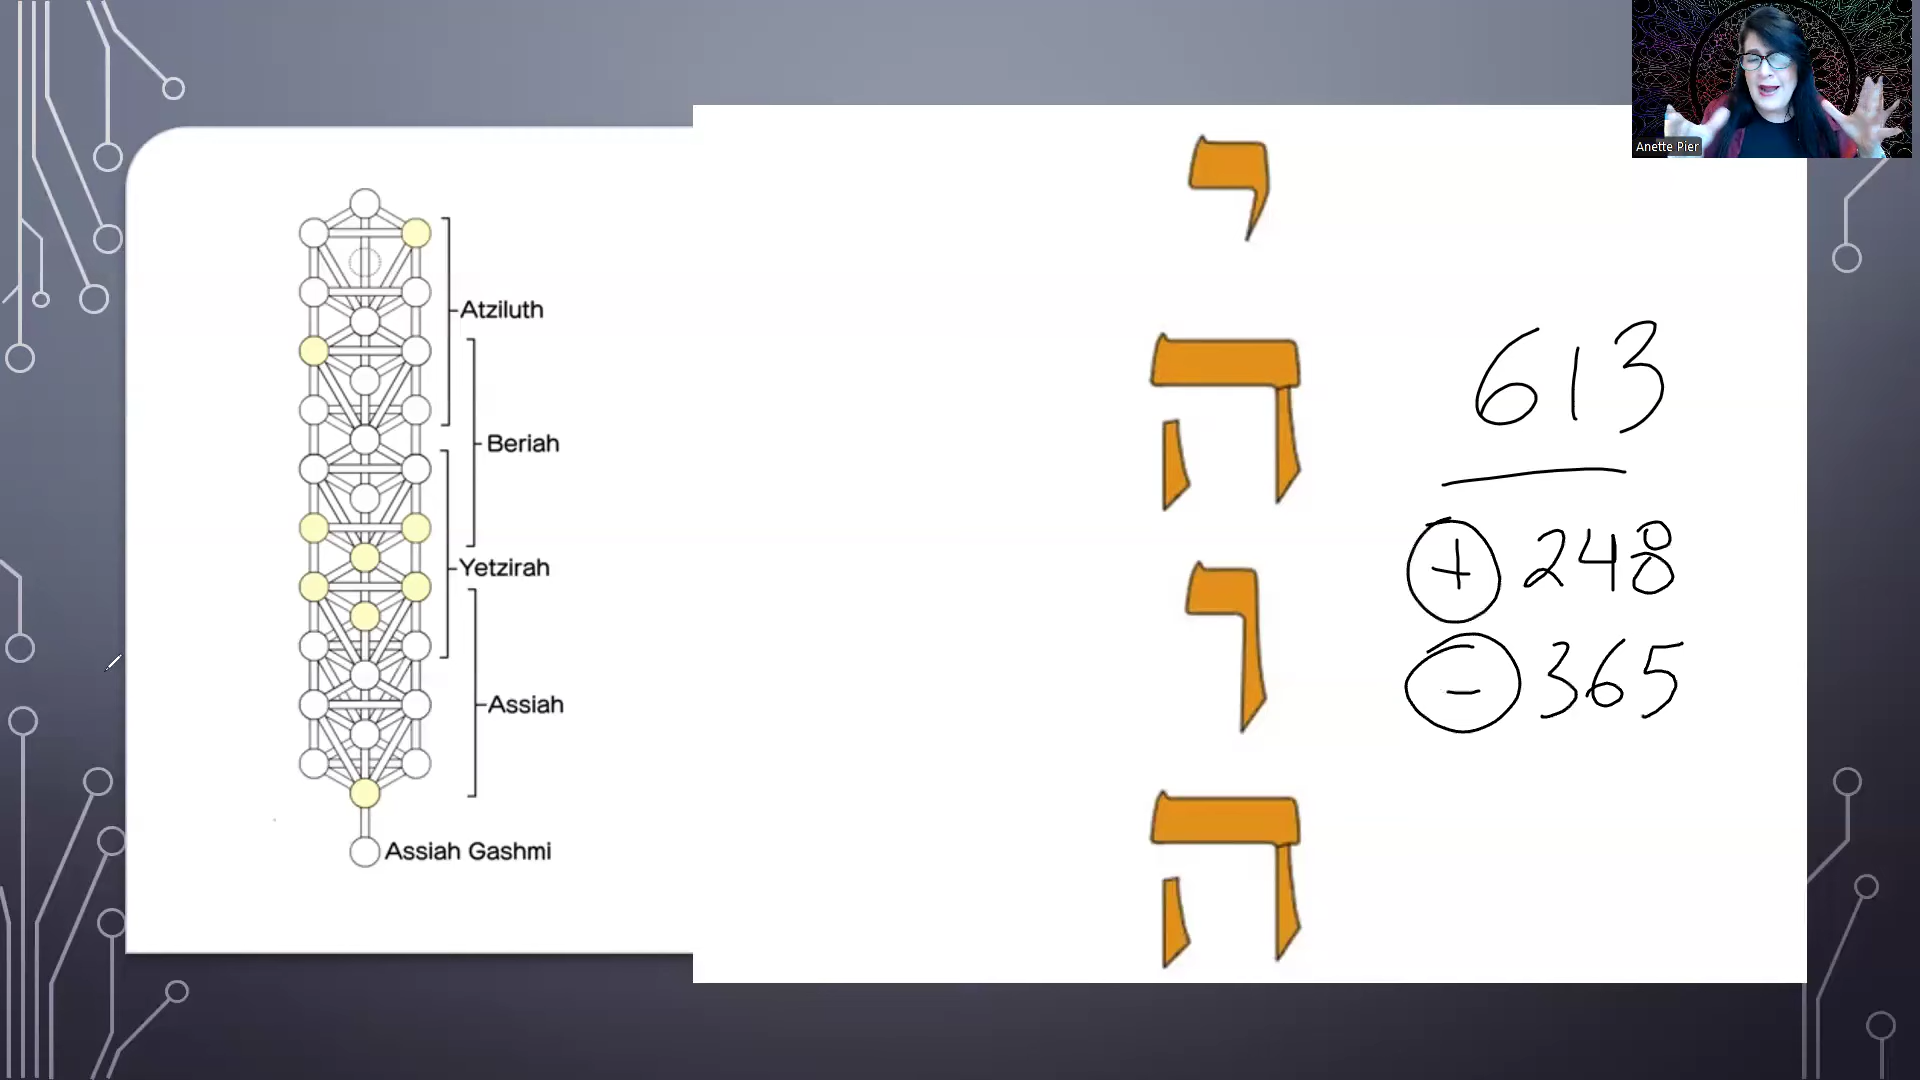 Anette Pier
Atziluth
Beriah
Yetzirah
Assiah
Assiah Gashmi
י
ה
ו
ה
613
+ 248
- 365